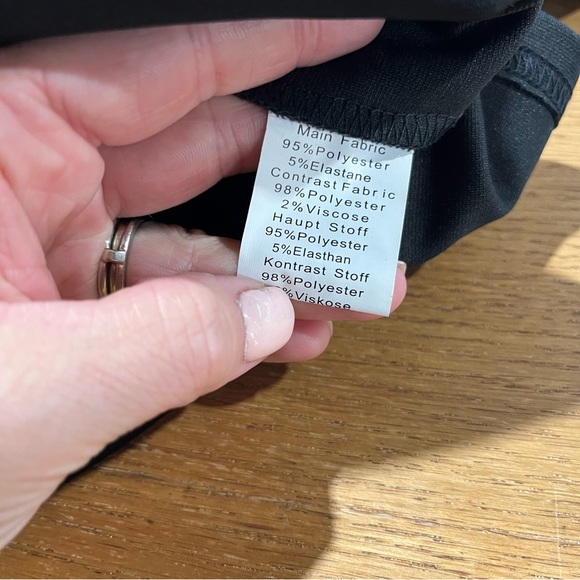 Main Fabric
95%Polyester
5%Elastane
Contrast Fabric
98%Polyester
2%Viscose
Haupt Stoff
95%Polyester
5%Elasthan
Kontrast Stoff
98%Polyester
%Viskose